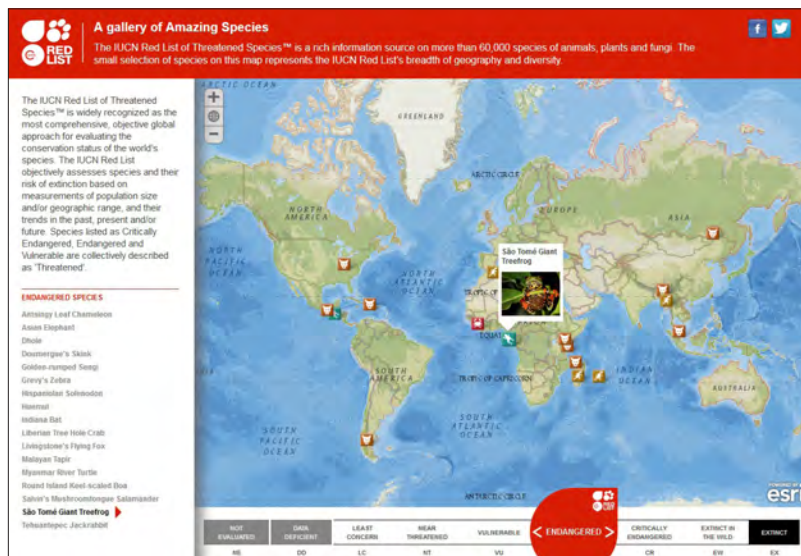 A gallery of Amazing Species
The IUCN Red List of Threatened Species™ is a rich information source on more than 60,000 species of animals, plants and fungi. The
small selection of species on this map represents the IUCN Red List's breadth of geography and diversity.
RED
LIST
The IUCN Red List of Threatened
Species™ is widely recognized as the
most comprehensive, objective global
approach for evaluating the
conservation status of the world's
species. The IUCN Red List
objectively assesses species and their
risk of extinction based on
measurements of population size
and/or geographic range, and their
trends in the past, present and/or
future. Species listed as Critically
Endangered, Endangered and
Vulnerable are collectively described
as 'Threatened'.
ENDANGERED SPECIES
Antsingy Leaf Chameleon
Asian Elephant
Dhole
Doumergue's Skink
Golden-rumped Sengi
Grevy's Zebra
Hispaniolan Solenodon
Huemul
Indiana Bat
Liberian Tree Hole Crab
Livingstone's Flying Fox
Malayan Tapir
Myanmar River Turtle
Round Island Keel-scaled Boa
Salvin's Mushroomtongue Salamander
São Tomé Giant Treefrog
Tehuantepec Jackrabbit
ARCTIC OCEAN
ARCTIC OCEAN
GREENLAND
ARCTIC CIRCLE
NORTH
AMERICA
EUROPE
ASIA
São Tomé Giant
Treefrog
NORTH
PACIFIC
OCEAN
NORTH
ATLANTIC
OCEAN
TROPIC OF
EQUAT
SOUTH
AMERICA
TROPIC OF CAPRICORN
INDIAN
OCEAN
AUSTRALIA
SOUTH
PACIFIC
OCEAN
SOUTH
ATLANTIC
OCEAN
ANTARCTIC CIRCLE
POWERED BY
esri
NOT
EVALUATED
DATA
DEFICIENT
LEAST
CONCERN
NEAR
THREATENED
VULNERABLE
< ENDANGERED >
RED
LIST
CRITICALLY
ENDANGERED
EXTINCT IN
THE WILD
EXTINCT
NE
DD
LC
NT
VU
CR
EW
EX